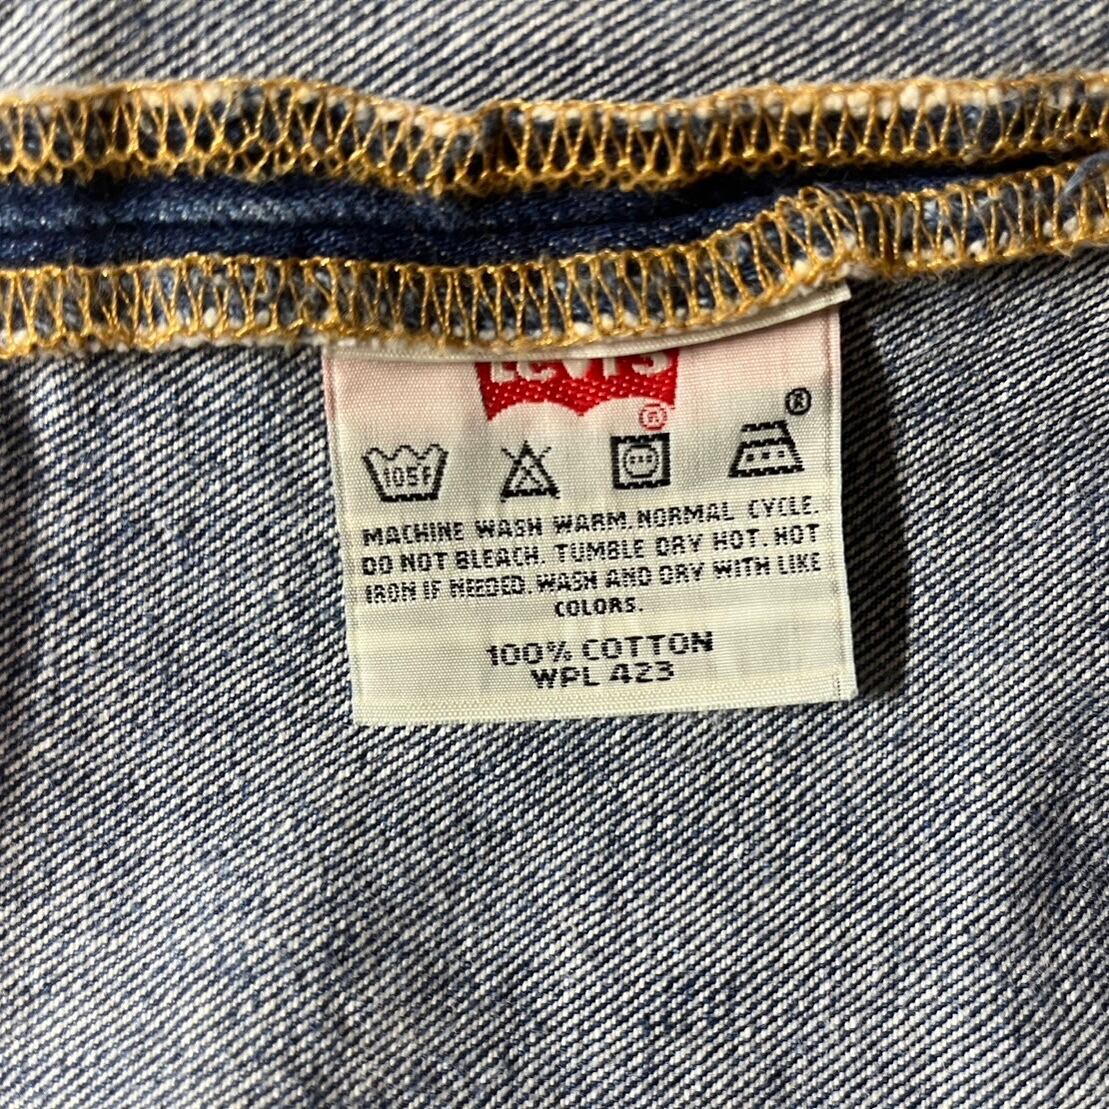 Levi's
®
105F
®
MACHINE WASH WARM. NORMAL CYCLE.
DO NOT BLEACH. TUMBLE DRY HOT. HOT
IRON IF NEEDED. WASH AND DRY WITH LIKE
COLORS.
100% COTTON
WPL 423